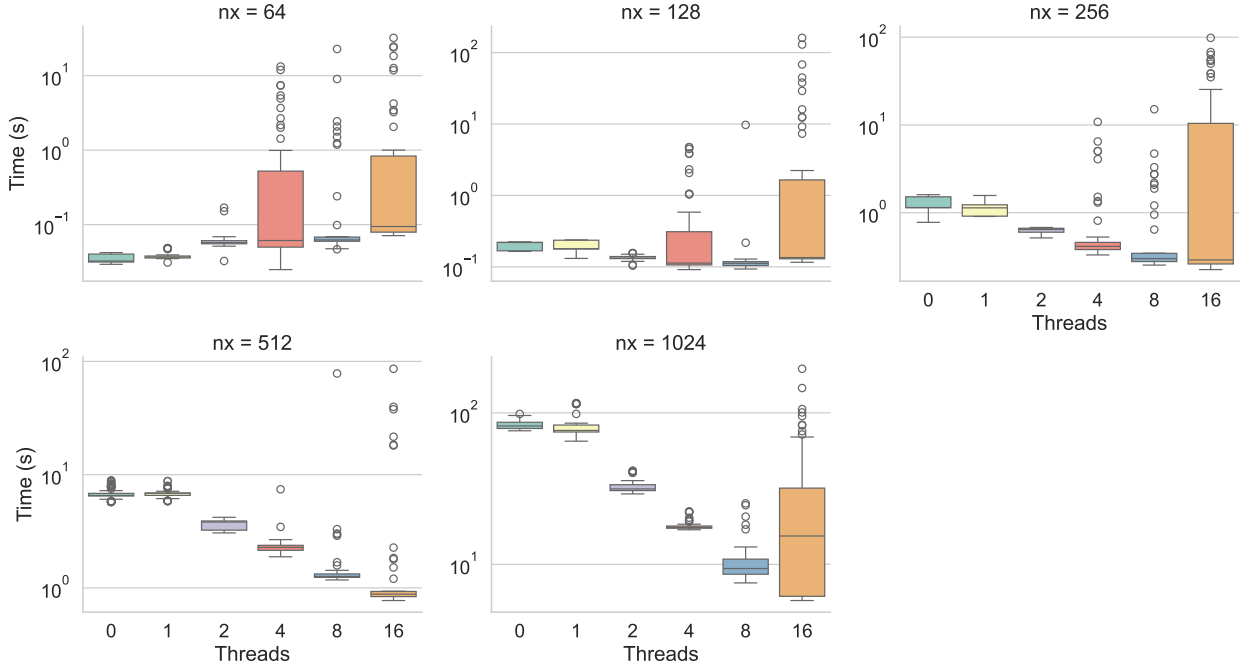 nx = 64
nx = 128
nx = 256
Time (s)
10^1
10^0
10^-1
10^2
10^1
10^0
10^-1
10^2
10^1
10^0
0 1 2 4 8 16
Threads
nx = 512
nx = 1024
Time (s)
10^2
10^1
10^0
0 1 2 4 8 16
Threads
10^2
10^1
0 1 2 4 8 16
Threads